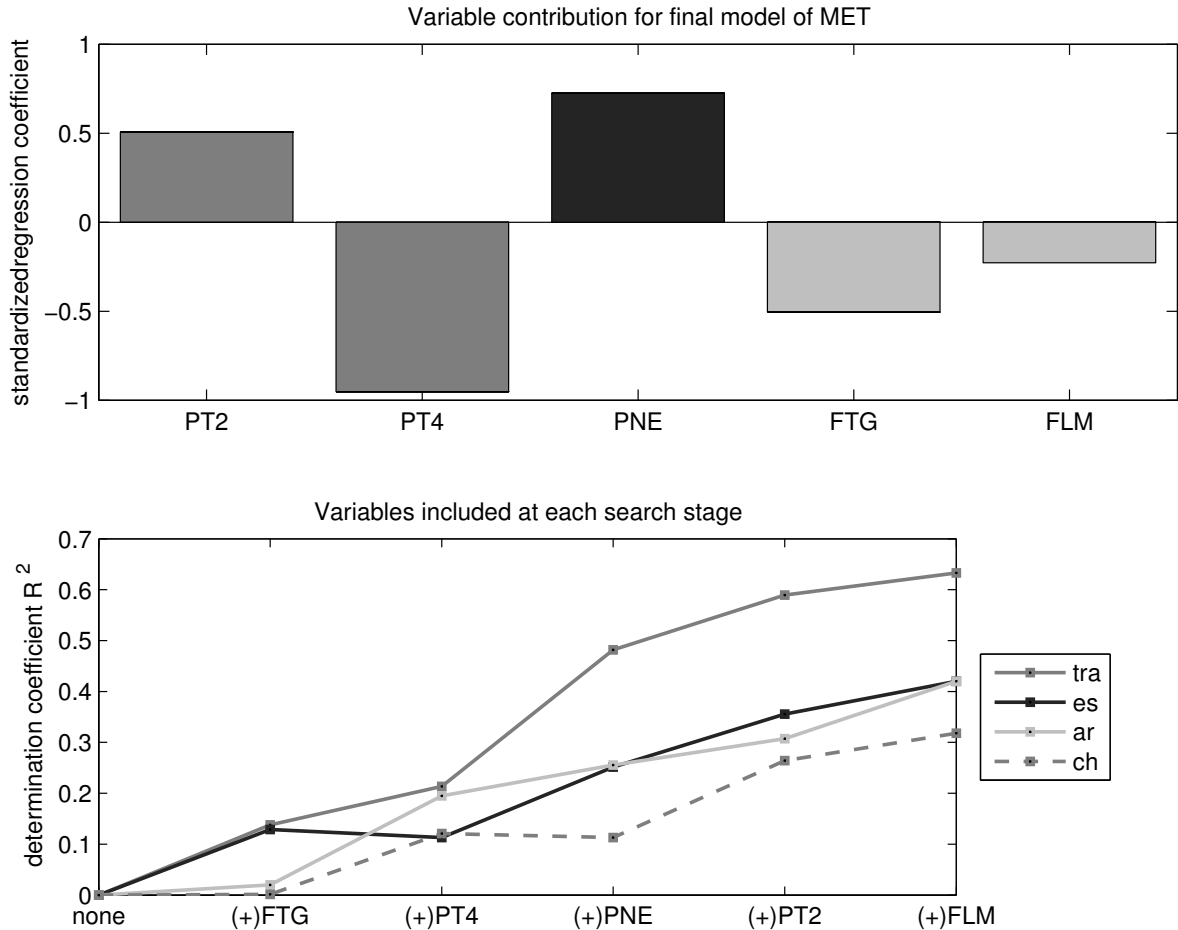 Variable contribution for final model of MET
standardizedregression coefficient
1
0.5
0
−0.5
−1
PT2 PT4 PNE FTG FLM
Variables included at each search stage
determination coefficient R 2
0.7
0.6
0.5
0.4
0.3
0.2
0.1
0
none (+)FTG (+)PT4 (+)PNE (+)PT2 (+)FLM
tra
es
ar
ch